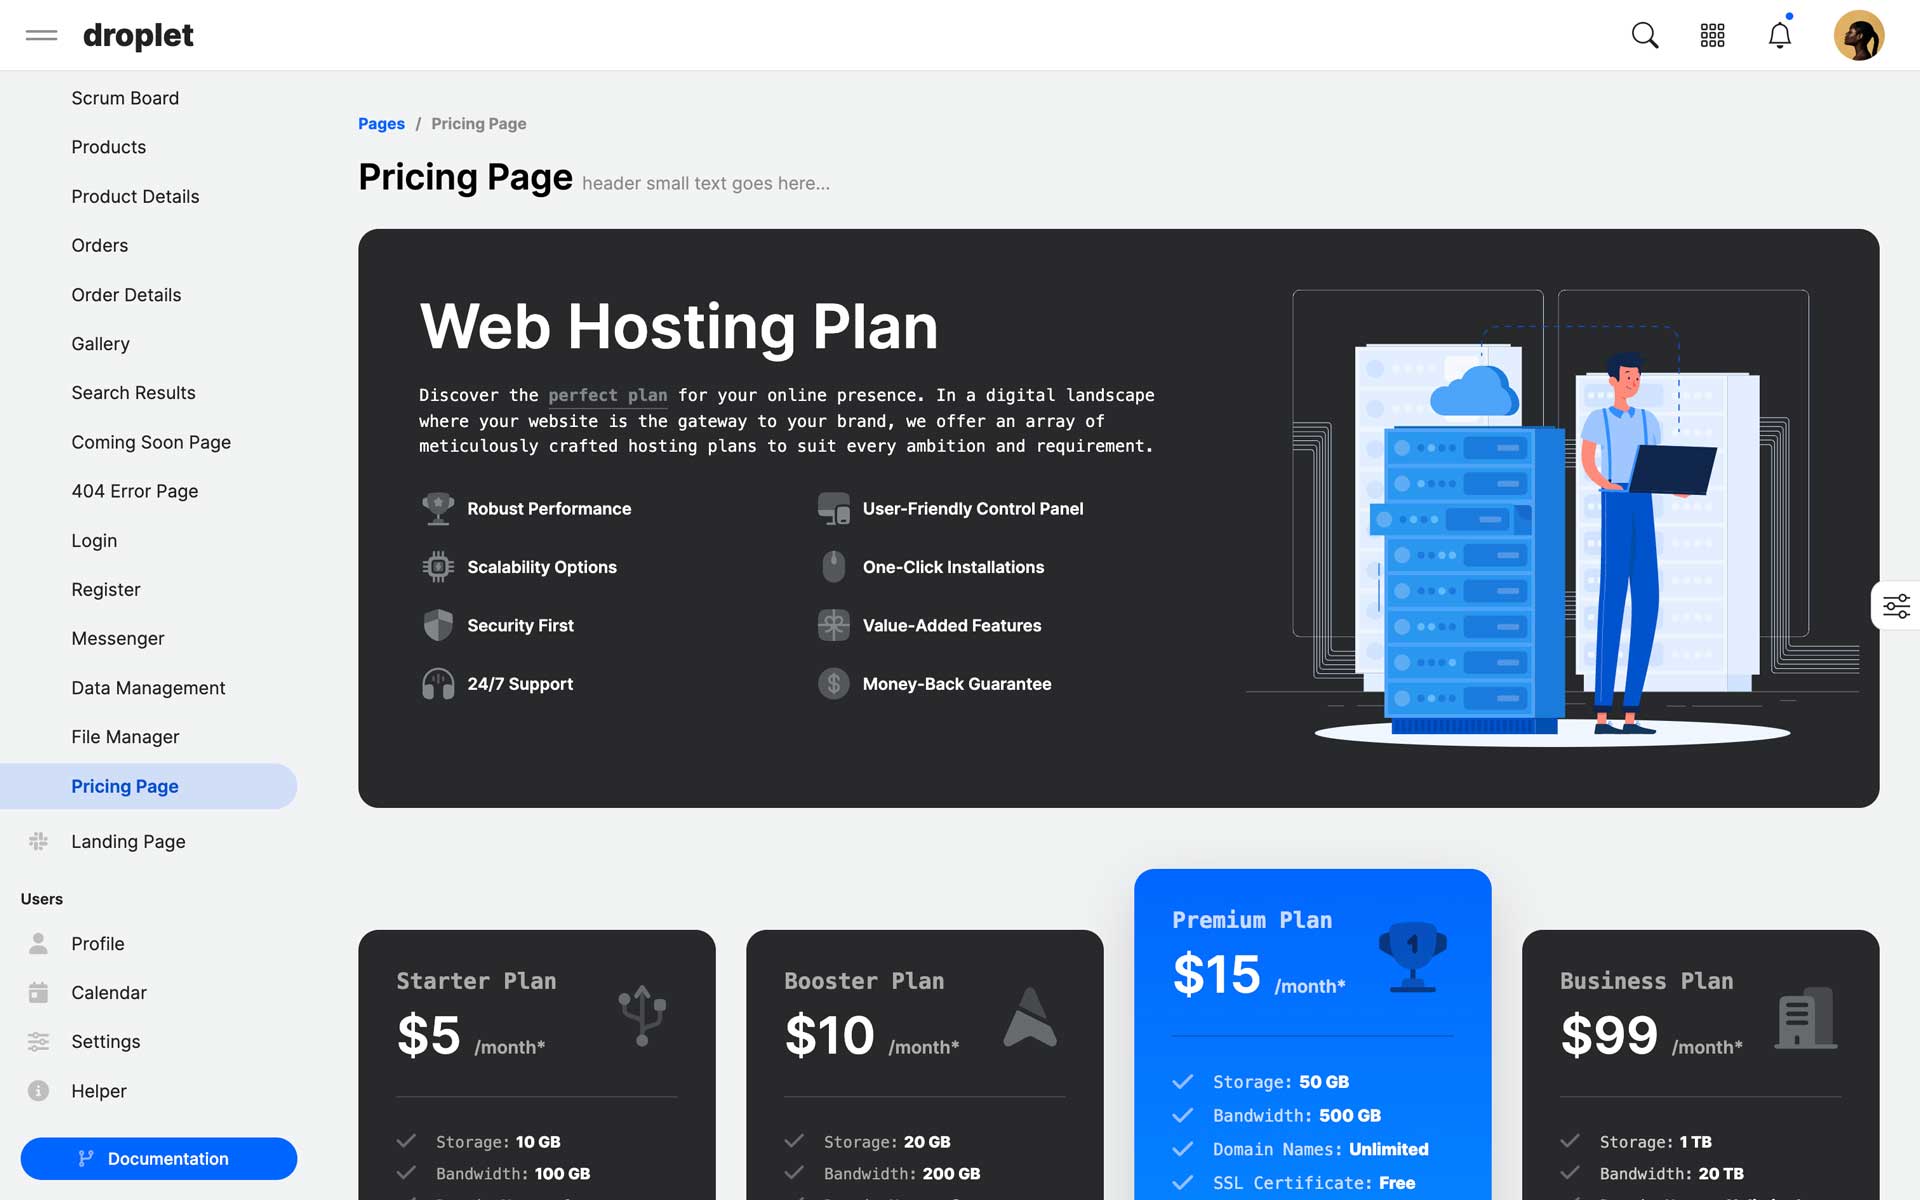 droplet
Scrum Board
Products
Product Details
Orders
Order Details
Gallery
Search Results
Coming Soon Page
404 Error Page
Login
Register
Messenger
Data Management
File Manager
Pricing Page
Landing Page
Users
Profile
Calendar
Settings
Helper
Documentation
Pages / Pricing Page
Pricing Page header small text goes here...
Web Hosting Plan
Discover the perfect plan for your online presence. In a digital landscape
where your website is the gateway to your brand, we offer an array of
meticulously crafted hosting plans to suit every ambition and requirement.
Robust Performance
User-Friendly Control Panel
Scalability Options
One-Click Installations
Security First
Value-Added Features
24/7 Support
Money-Back Guarantee
Starter Plan
$5 /month*
Storage: 10 GB
Bandwidth: 100 GB
Booster Plan
$10 /month*
Storage: 20 GB
Bandwidth: 200 GB
Premium Plan
$15 /month*
1
Storage: 50 GB
Bandwidth: 500 GB
Domain Names: Unlimited
SSL Certificate: Free
Business Plan
$99 /month*
Storage: 1 TB
Bandwidth: 20 TB